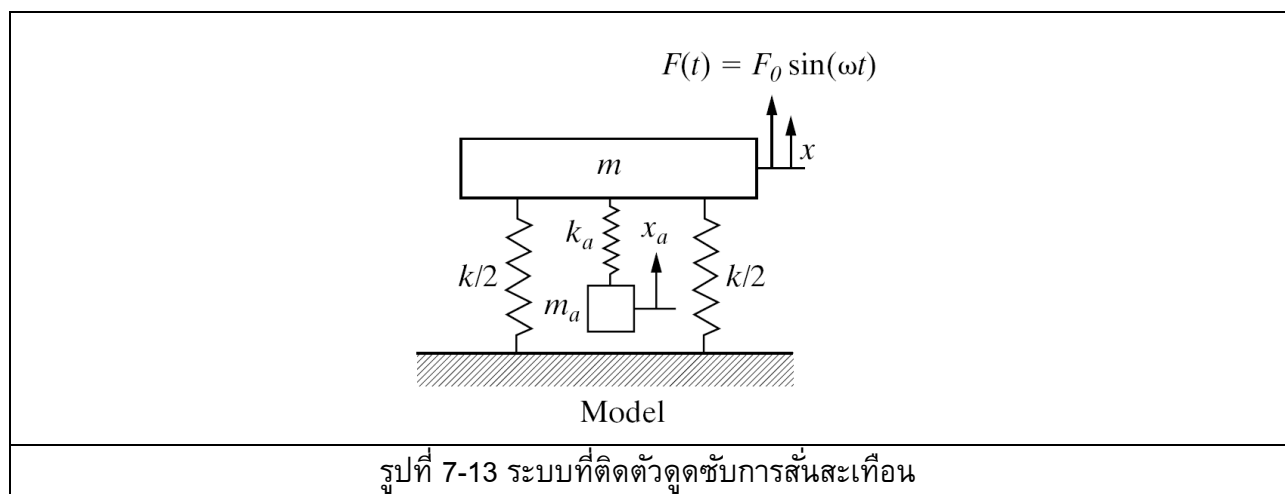 F(t) = F₀ sin(ωt)
x
m
kₐ
xₐ
k/2
k/2
mₐ
Model
รูปที่ 7-13 ระบบที่ติดตัวดูดซับการสั่นสะเทือน